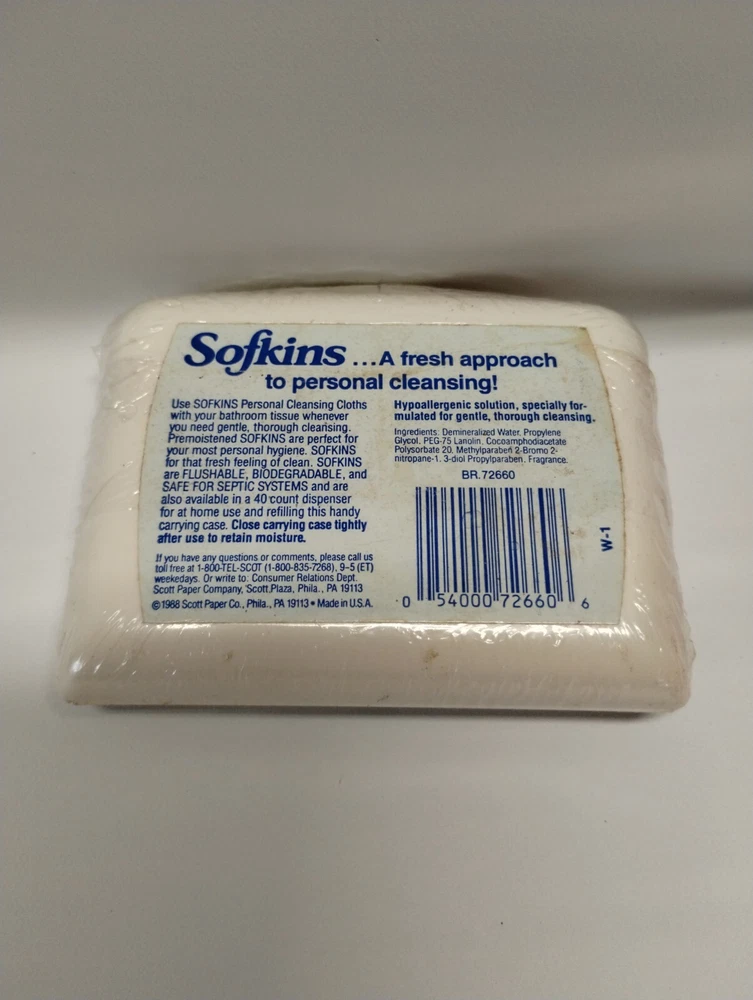 Sofkins ...A fresh approach
to personal cleansing!
Use SOFKINS Personal Cleansing Cloths
with your bathroom tissue whenever
you need gentle, thorough cleansing.
Premoistened SOFKINS are perfect for
your most personal hygiene. SOFKINS
for that fresh feeling of clean. SOFKINS
are FLUSHABLE, BIODEGRADABLE, and
SAFE FOR SEPTIC SYSTEMS and are
also available in a 40 count dispenser
for at home use and refilling this handy
carrying case. Close carrying case tightly
after use to retain moisture.
If you have any questions or comments, please call us
toll free at 1-800-TEL-SCOT (1-800-835-7268), 9-5 (ET)
weekedays. Or write to: Consumer Relations Dept.
Scott Paper Company, Scott Plaza, Phila., PA 19113
©1988 Scott Paper Co., Phila., PA 19113 • Made in U.S.A.
Hypoallergenic solution, specially for-
mulated for gentle, thorough cleansing.
Ingredients: Demineralized Water, Propylene
Glycol, PEG-75 Lanolin, Cocoamphodiacetate
Polysorbate 20, Methylparaben 2-Bromo 2-
nitropane-1, 3-diol Propylparaben, Fragrance.
BR.72660
W-1
0 54000 72660 6